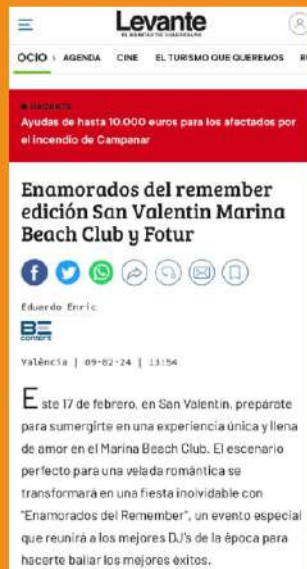 Levante
EL MERCANTIL VALENCIANO
OCIO
AGENDA
CINE
EL TURISMO QUE QUEREMOS
Ayudas de hasta 10.000 euros para los afectados por
el incendio de Campanar
Enamorados del remember
edición San Valentin Marina
Beach Club y Fotur
Eduardo Enric
BE
València | 09-02-24 | 13:54
Este 17 de febrero, en San Valentín, prepárate
para sumergirte en una experiencia única y llena
de amor en el Marina Beach Club. El escenario
perfecto para una velada romántica se
transformará en una fiesta inolvidable con
"Enamorados del Remember", un evento especial
que reunirá a los mejores DJ's de la época para
hacerte bailar los mejores éxitos.